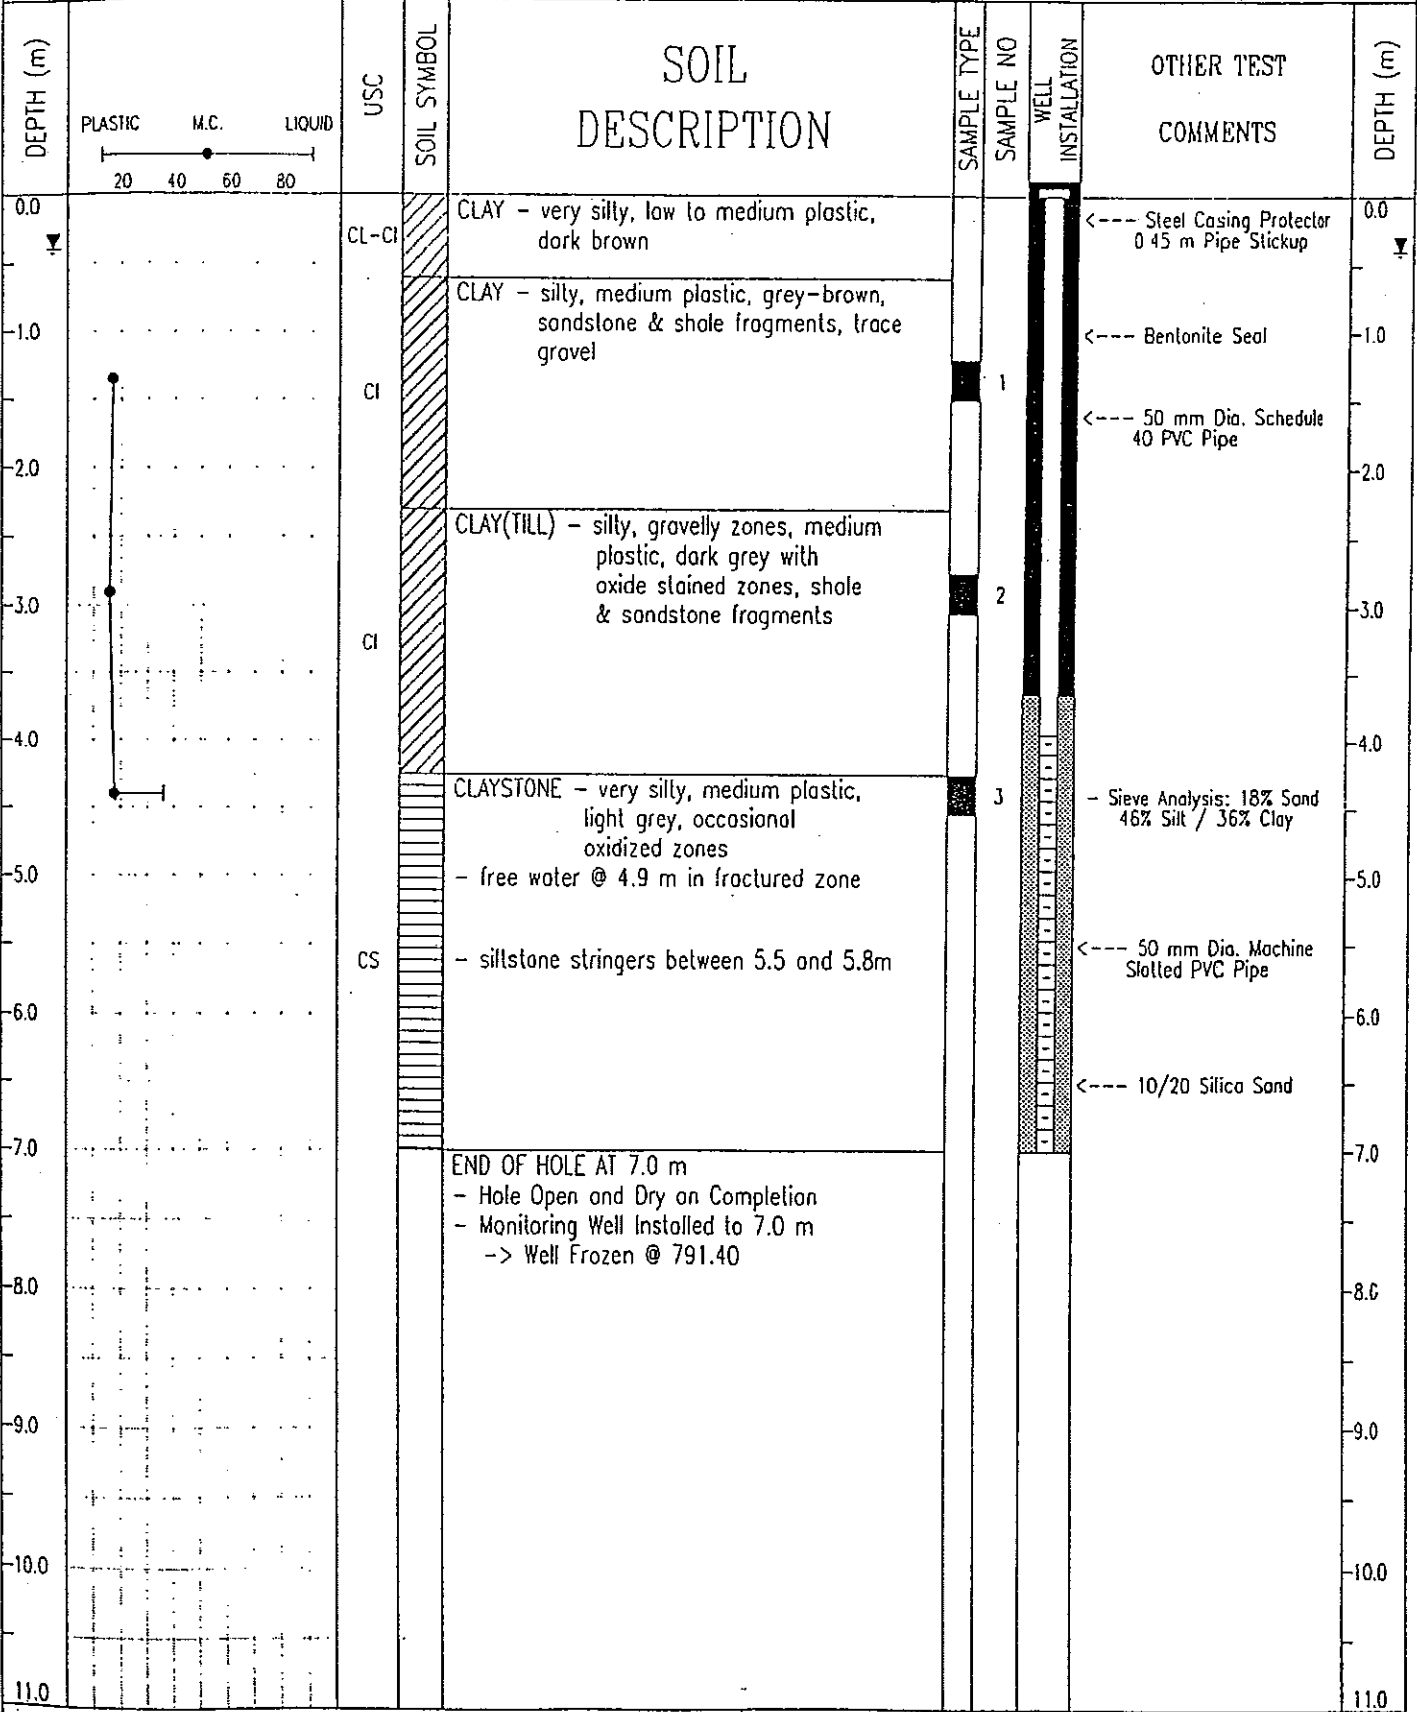 DEPTH (m)
PLASTIC M.C. LIQUID
20 40 60 80
USC
SOIL SYMBOL
SOIL
DESCRIPTION
SAMPLE TYPE
SAMPLE NO
WELL
INSTALLATION
OTHER TEST
COMMENTS
DEPTH (m)
0.0
CL-CI
CLAY - very silty, low to medium plastic,
dark brown
<--- Steel Casing Protector
0.45 m Pipe Stickup
0.0
CLAY - silty, medium plastic, grey-brown,
sandstone & shale fragments, trace
gravel
-1.0
<--- Bentonite Seal
-1.0
CI
1
<--- 50 mm Dia. Schedule
40 PVC Pipe
-2.0
-2.0
CLAY(TILL) - silty, gravelly zones, medium
plastic, dark grey with
oxide stained zones, shale
& sandstone fragments
2
-3.0
-3.0
CI
-4.0
-4.0
CLAYSTONE - very silty, medium plastic,
light grey, occasional
oxidized zones
3
- Sieve Analysis: 18% Sand
46% Silt / 36% Clay
-5.0
- free water @ 4.9 m in fractured zone
-5.0
CS
- siltstone stringers between 5.5 and 5.8m
<--- 50 mm Dia. Machine
Slotted PVC Pipe
-6.0
-6.0
<--- 10/20 Silica Sand
-7.0
-7.0
END OF HOLE AT 7.0 m
- Hole Open and Dry on Completion
- Monitoring Well Installed to 7.0 m
-> Well Frozen @ 791.40
-8.0
-8.0
-9.0
-9.0
-10.0
-10.0
11.0
11.0